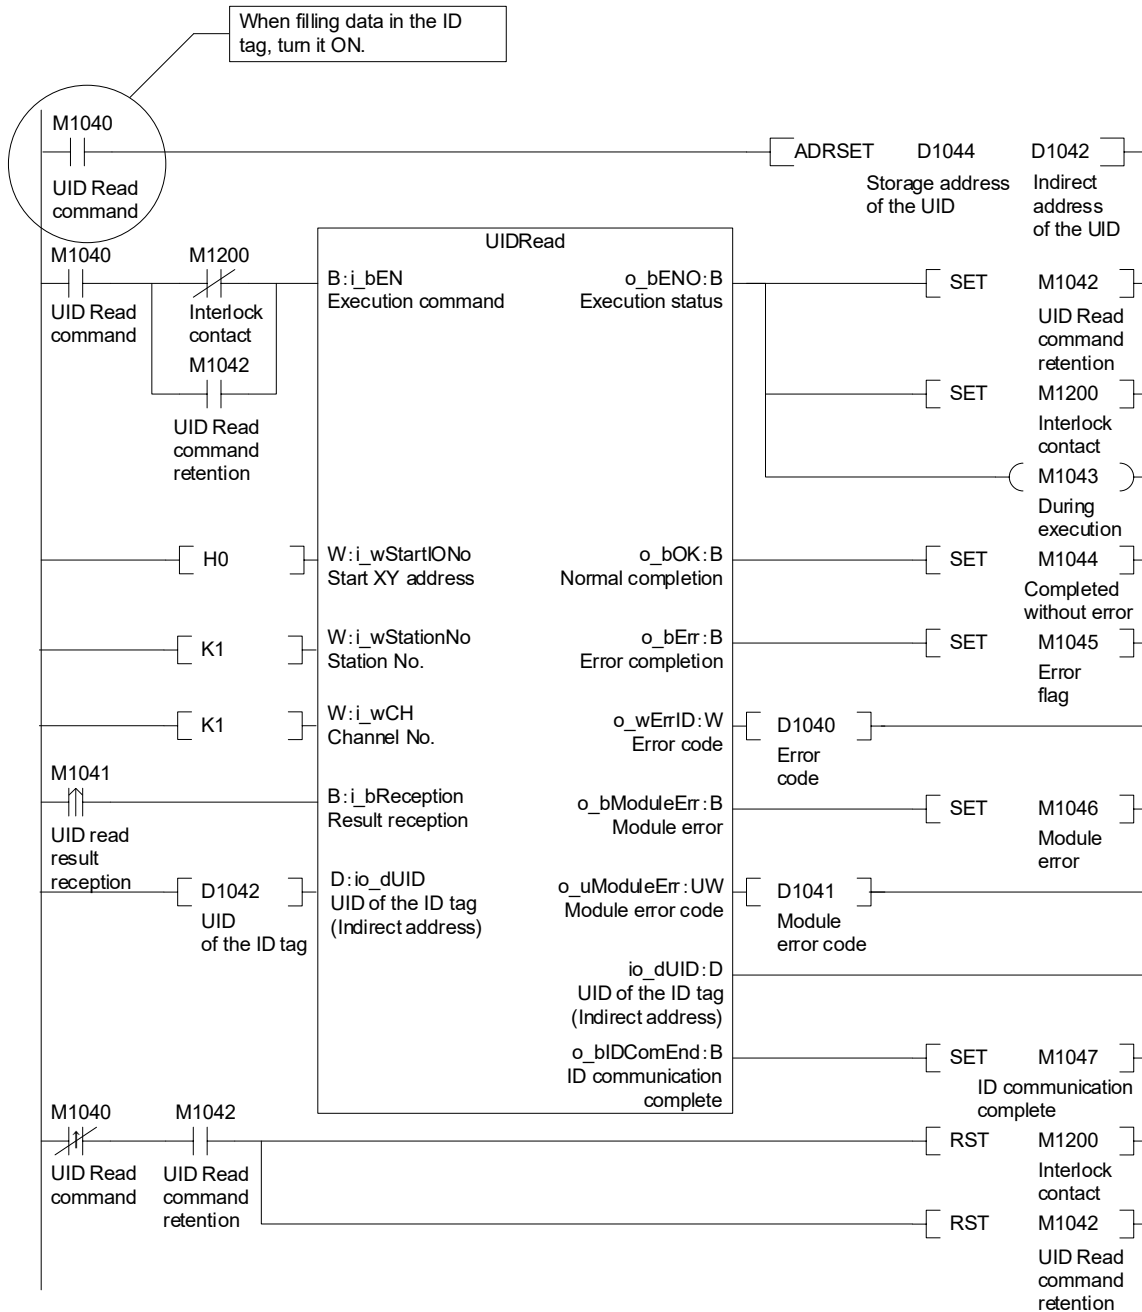 When filling data in the ID
tag, turn it ON.
M1040
UID Read
command
ADRSET D1044 D1042
Storage address
of the UID
Indirect
address
of the UID
M1040
UID Read
command
M1200
Interlock
contact
M1042
UID Read
command
retention
UIDRead
B:i_bEN
Execution command
o_bENO:B
Execution status
SET M1042
UID Read
command
retention
SET M1200
Interlock
contact
M1043
During
execution
H0
W:i_wStartIONo
Start XY address
o_bOK:B
Normal completion
SET M1044
Completed
without error
K1
W:i_wStationNo
Station No.
o_bErr:B
Error completion
SET M1045
Error
flag
K1
W:i_wCH
Channel No.
o_wErrID:W
Error code
D1040
Error
code
M1041
UID read
result
reception
B:i_bReception
Result reception
o_bModuleErr:B
Module error
SET M1046
Module
error
D1042
UID
of the ID tag
D:io_dUID
UID of the ID tag
(Indirect address)
o_uModuleErr:UW
Module error code
D1041
Module
error code
io_dUID:D
UID of the ID tag
(Indirect address)
o_bIDComEnd:B
ID communication
complete
SET M1047
ID communication
complete
M1040
UID Read
command
M1042
UID Read
command
retention
RST M1200
Interlock
contact
RST M1042
UID Read
command
retention